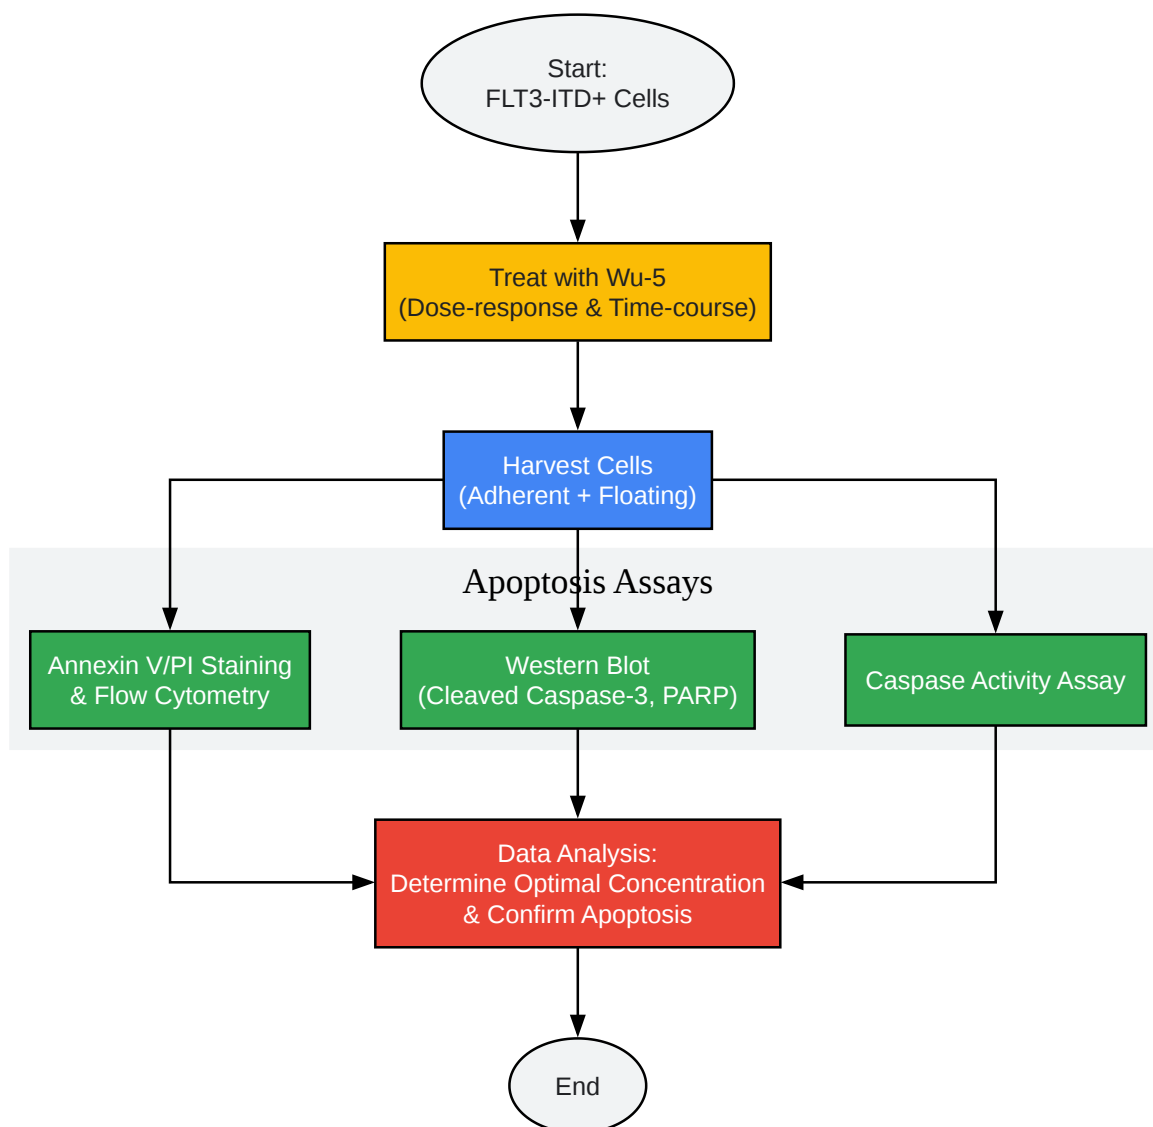 Start:
FLT3-ITD+ Cells
Treat with Wu-5
(Dose-response & Time-course)
Harvest Cells
(Adherent + Floating)
Apoptosis Assays
Annexin V/PI Staining
& Flow Cytometry
Western Blot
(Cleaved Caspase-3, PARP)
Caspase Activity Assay
Data Analysis:
Determine Optimal Concentration
& Confirm Apoptosis
End